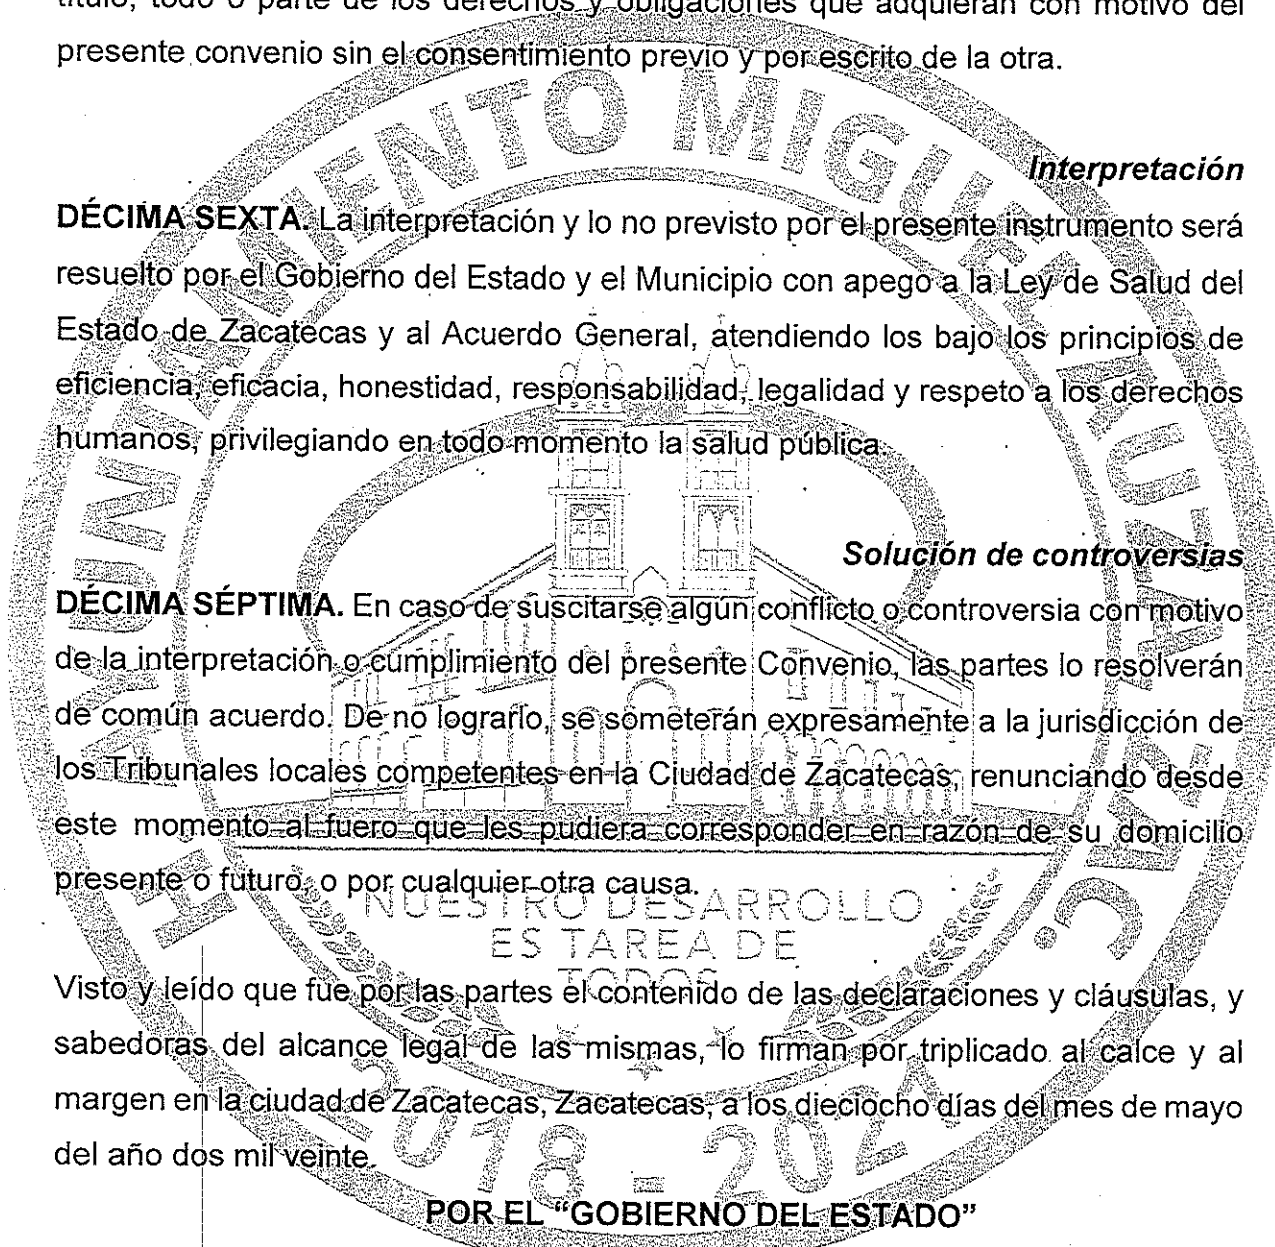 título, todo o parte de los derechos y obligaciones que adquieran con motivo del
presente convenio sin el consentimiento previo y por escrito de la otra.
Interpretación
DÉCIMA SEXTA. La interpretación y lo no previsto por el presente instrumento será
resuelto por el Gobierno del Estado y el Municipio con apego a la Ley de Salud del
Estado de Zacatecas y al Acuerdo General, atendiendo los bajo los principios de
eficiencia, eficacia, honestidad, responsabilidad, legalidad y respeto a los derechos
humanos, privilegiando en todo momento la salud pública.
Solución de controversias
DÉCIMA SÉPTIMA. En caso de suscitarse algún conflicto o controversia con motivo
de la interpretación o cumplimiento del presente Convenio, las partes lo resolverán
de común acuerdo. De no lograrlo, se someterán expresamente a la jurisdicción de
los Tribunales locales competentes en la Ciudad de Zacatecas, renunciando desde
este momento al fuero que les pudiera corresponder en razón de su domicilio
presente o futuro, o por cualquier otra causa.
Visto y leído que fue por las partes el contenido de las declaraciones y cláusulas, y
sabedoras del alcance legal de las mismas, lo firman por triplicado al calce y al
margen en la ciudad de Zacatecas, Zacatecas, a los dieciocho días del mes de mayo
del año dos mil veinte.
POR EL “GOBIERNO DEL ESTADO”
H. AYUNTAMIENTO MIGUEL AUZA ZAC.
NUESTRO DESARROLLO
ES TAREA DE
TODOS
2018 - 2021